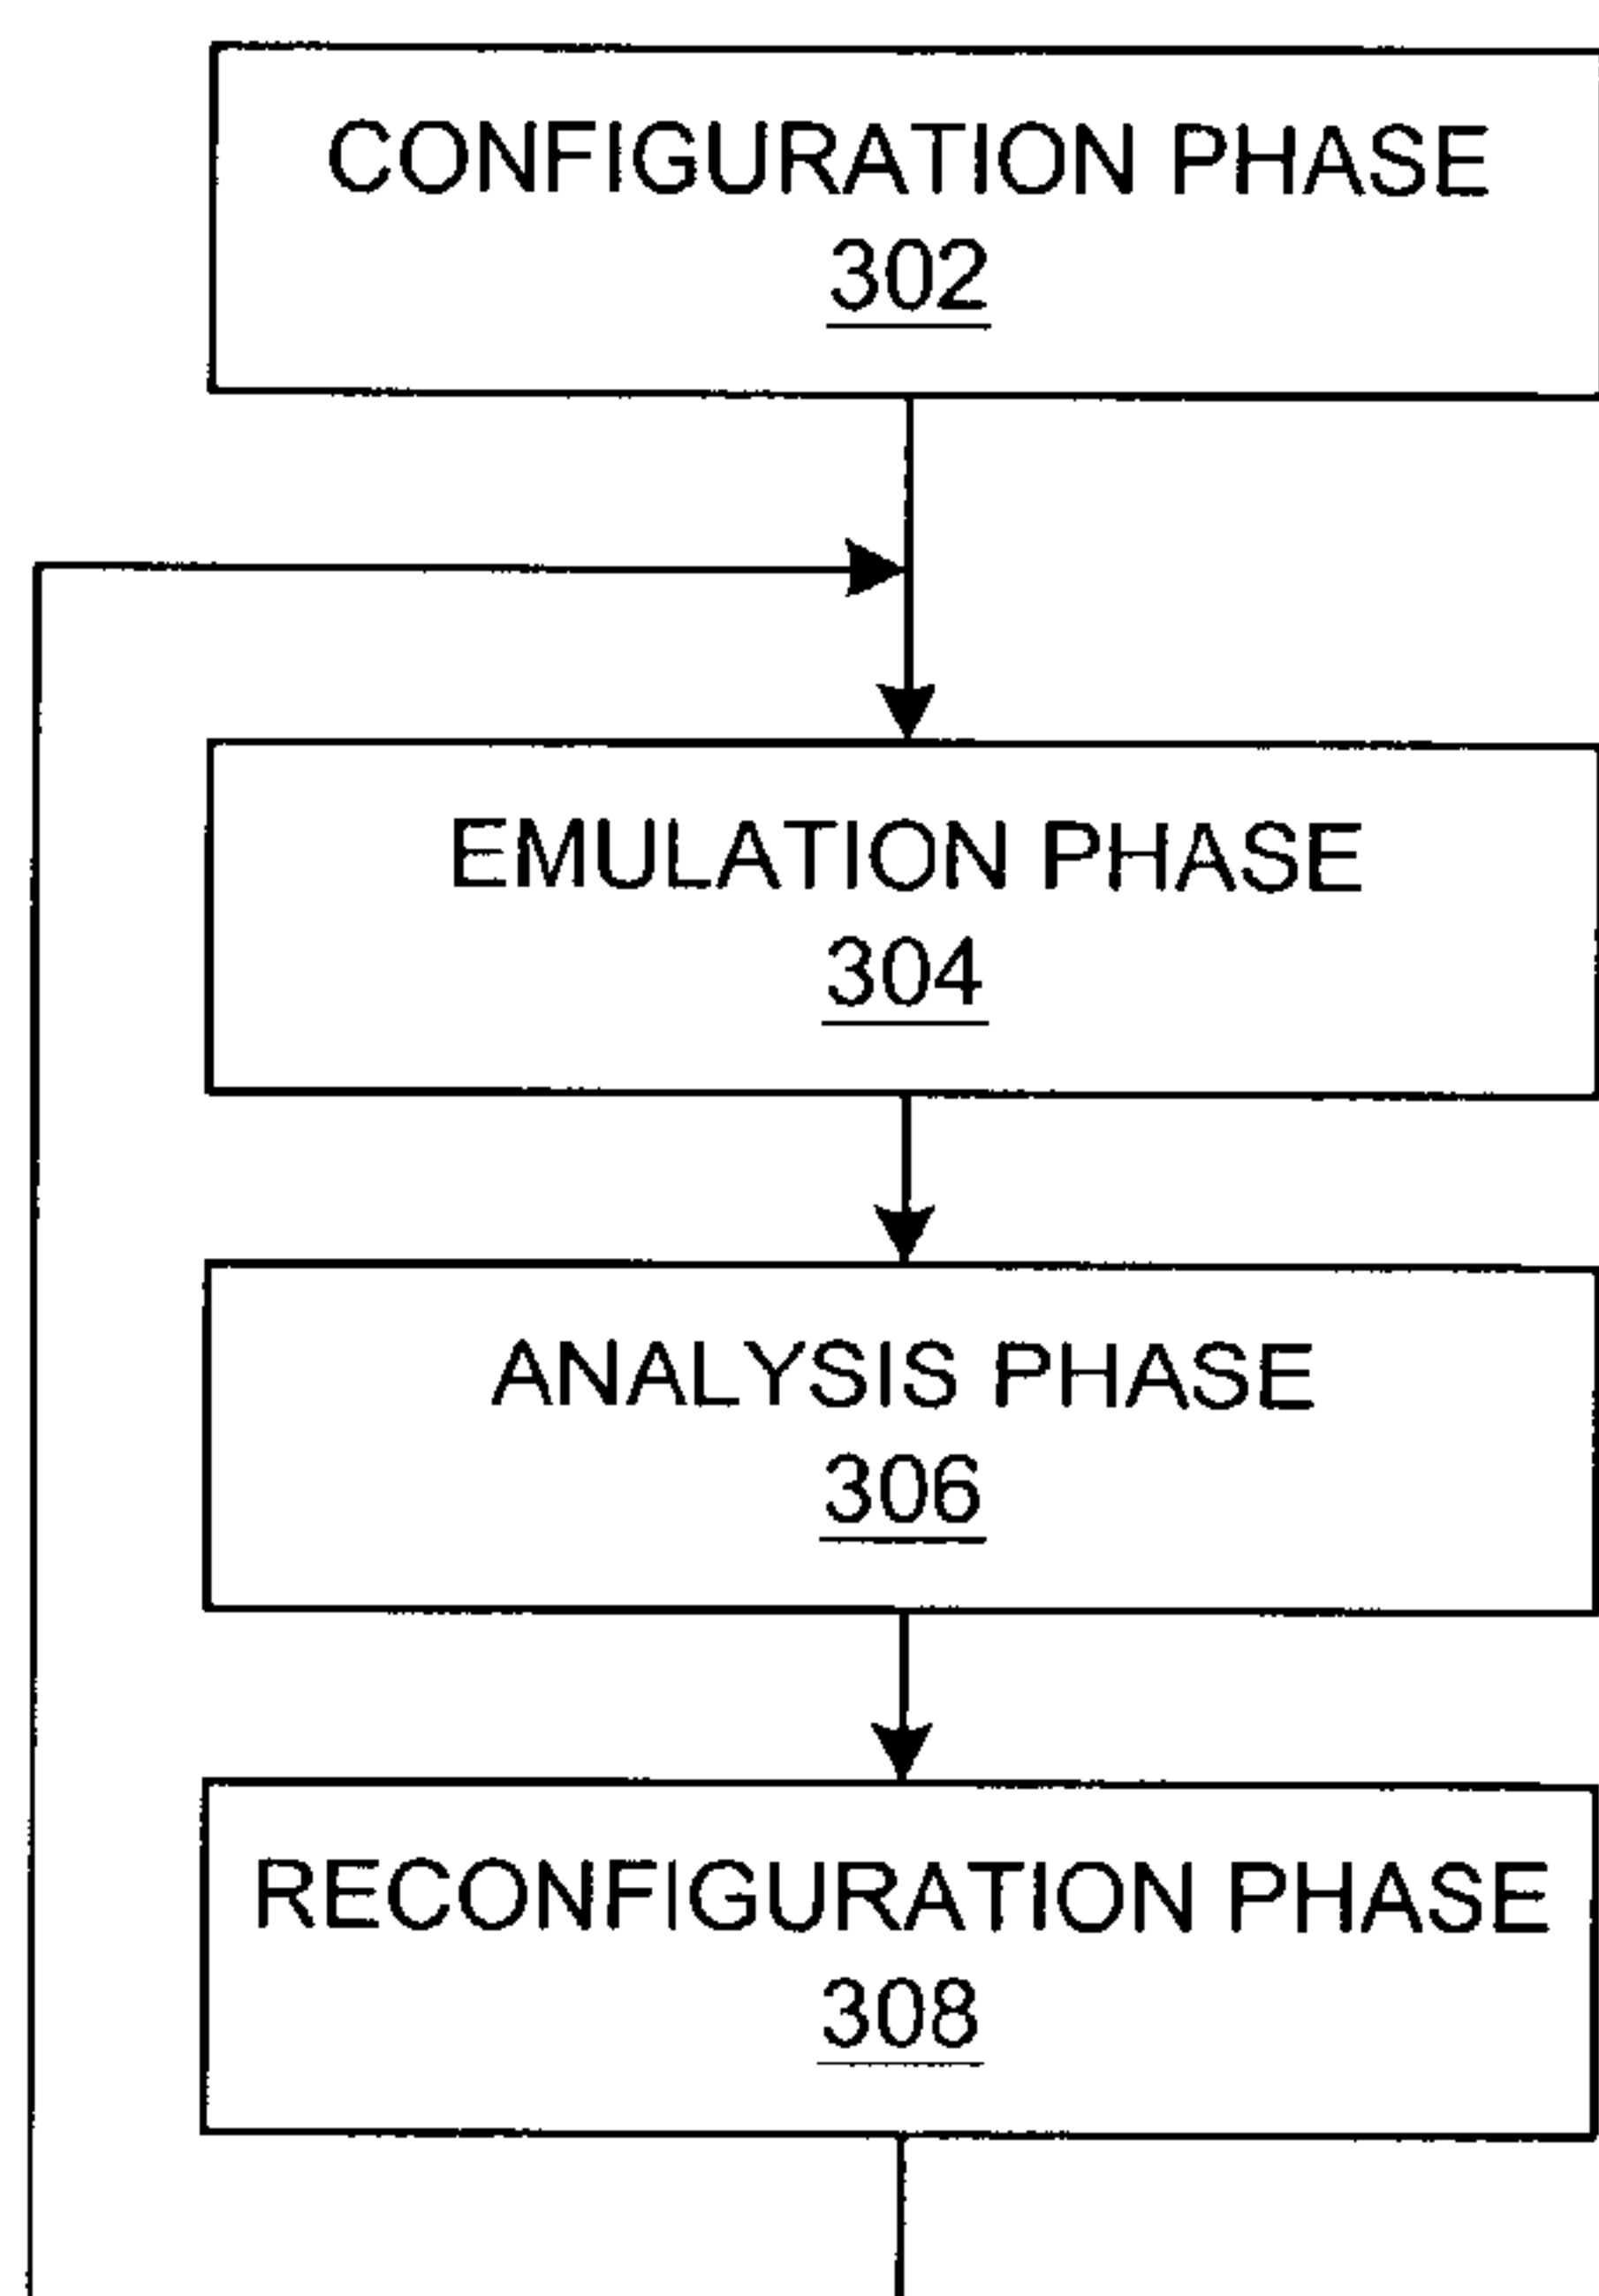 CONFIGURATION PHASE
302
EMULATION PHASE
304
ANALYSIS PHASE
306
RECONFIGURATION PHASE
308